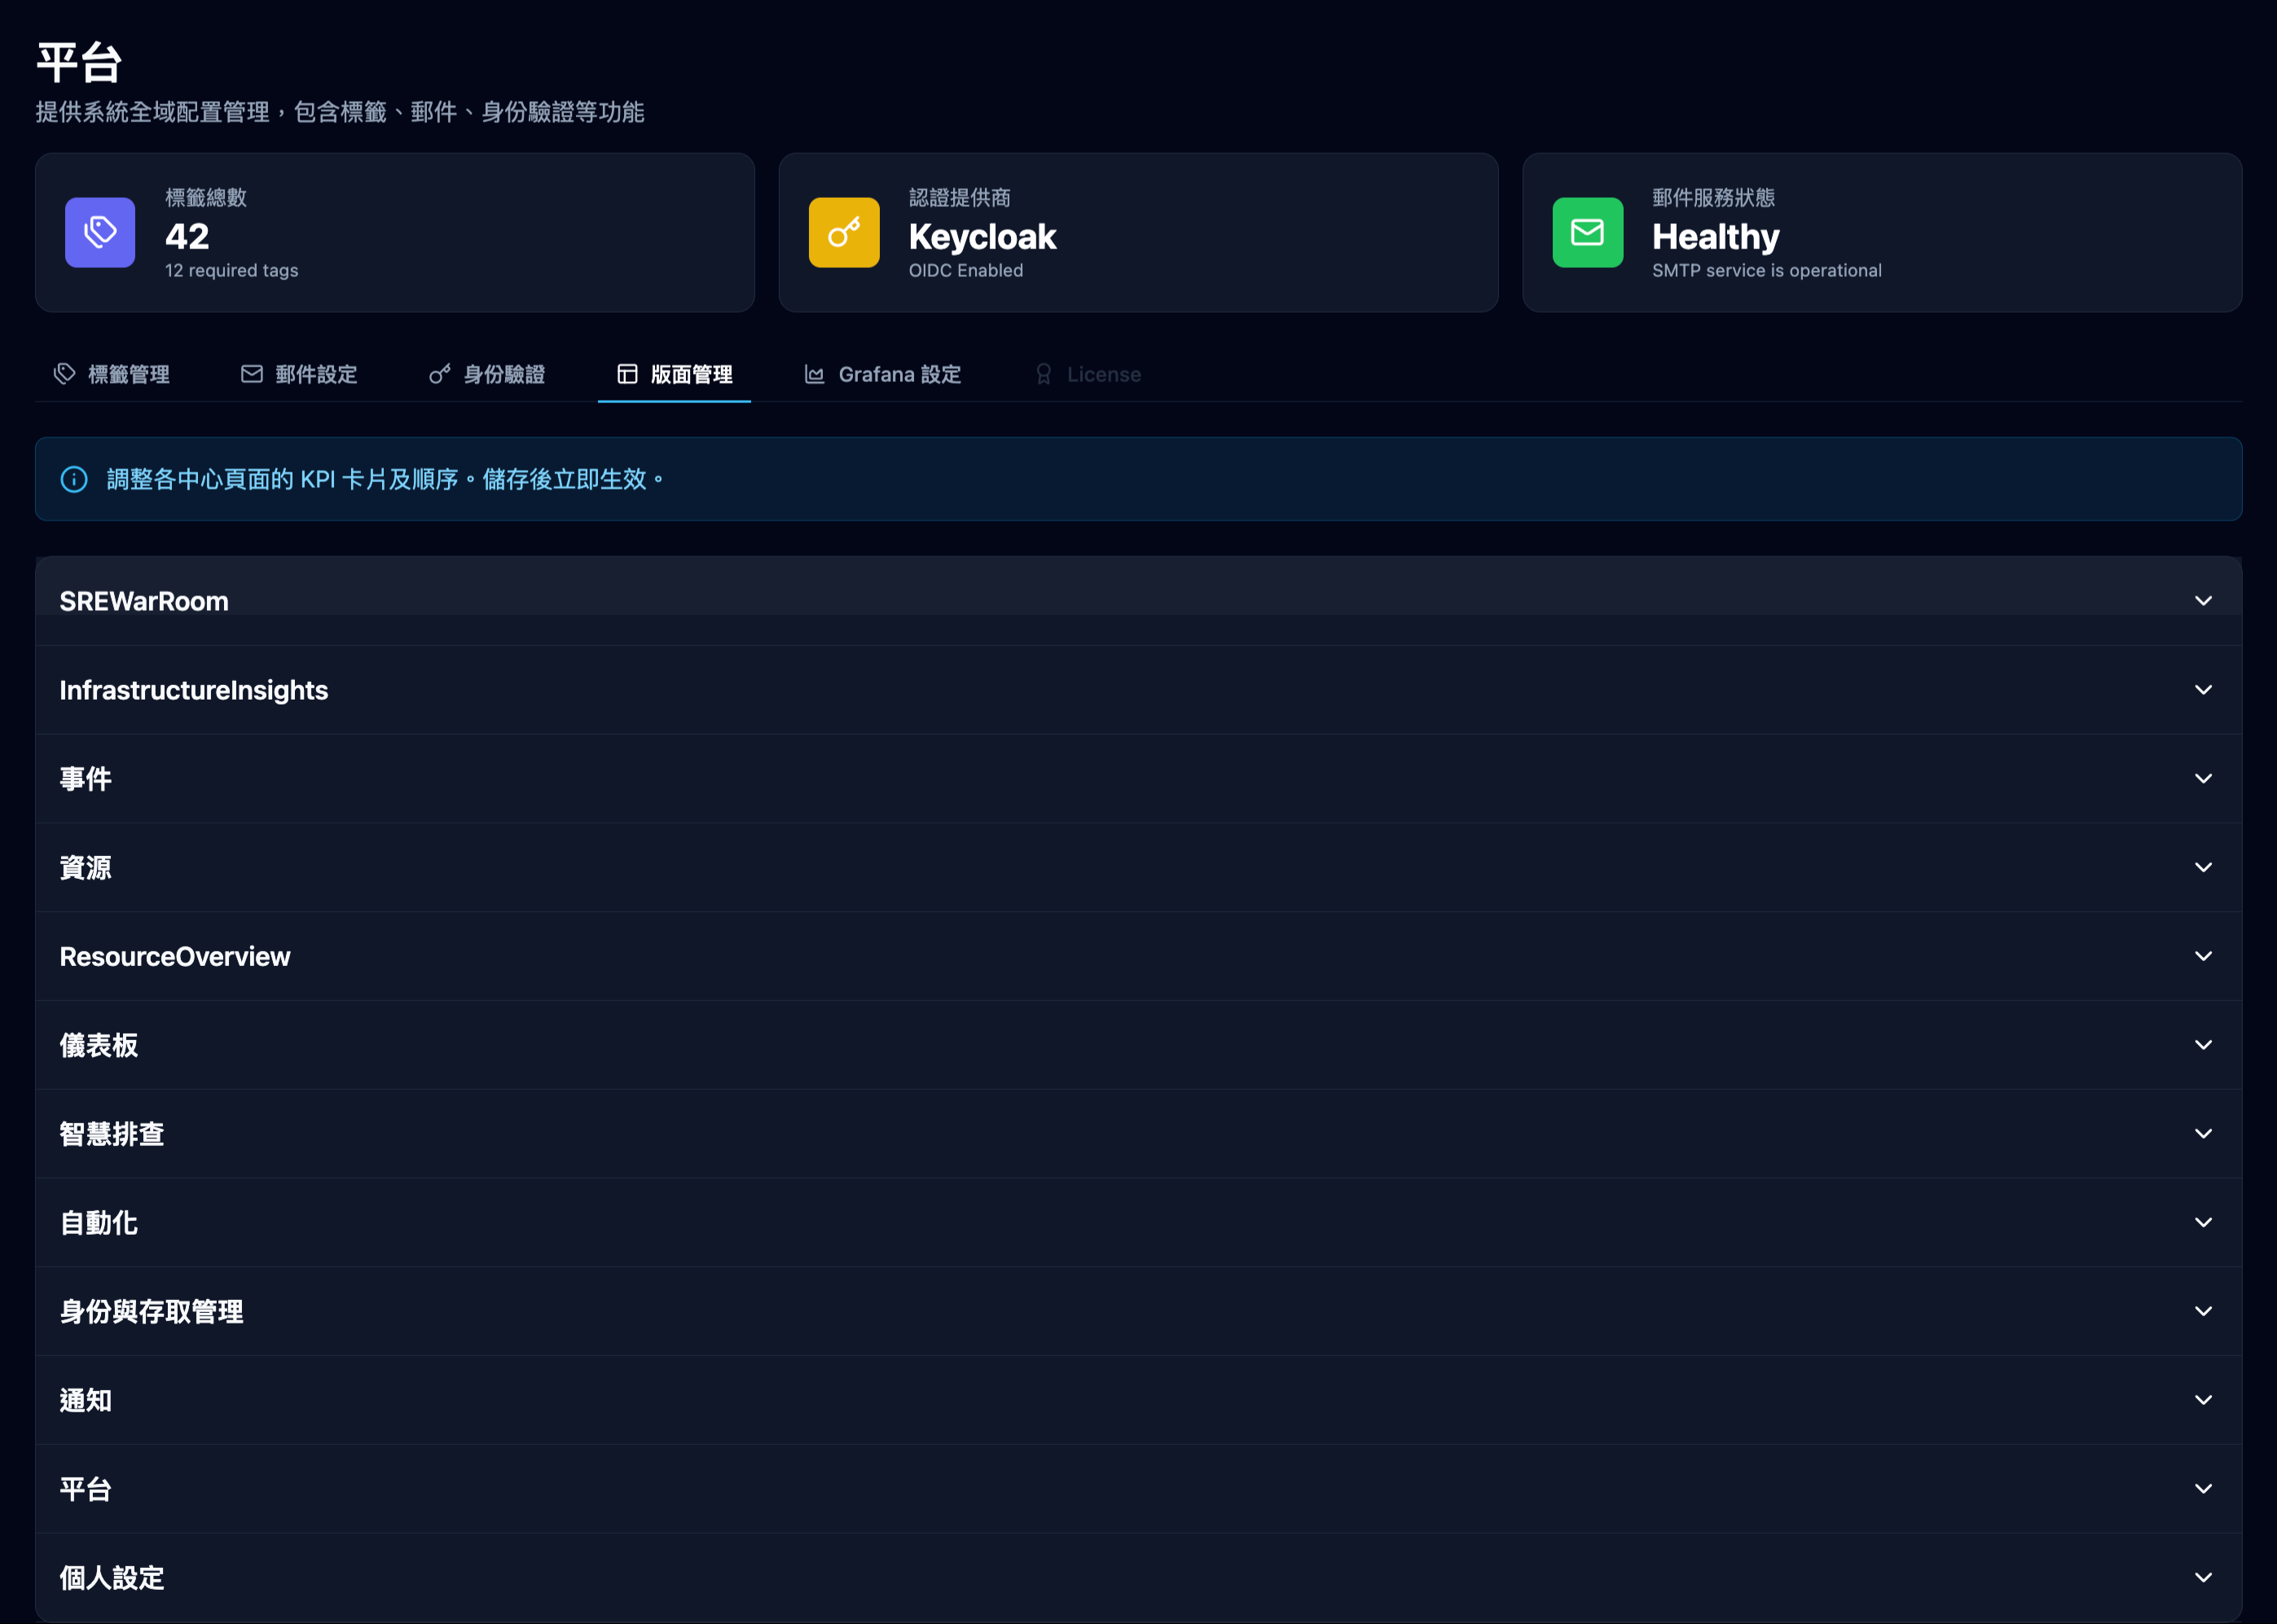 平台
提供系統全域配置管理，包含標籤、郵件、身份驗證等功能
標籤總數
42
12 required tags
認證提供商
Keycloak
OIDC Enabled
郵件服務狀態
Healthy
SMTP service is operational
標籤管理 郵件設定 身份驗證 版面管理 Grafana 設定 License
調整各中心頁面的 KPI 卡片及順序。儲存後立即生效。
SREWarRoom
InfrastructureInsights
事件
資源
ResourceOverview
儀表板
智慧排查
自動化
身份與存取管理
通知
平台
個人設定